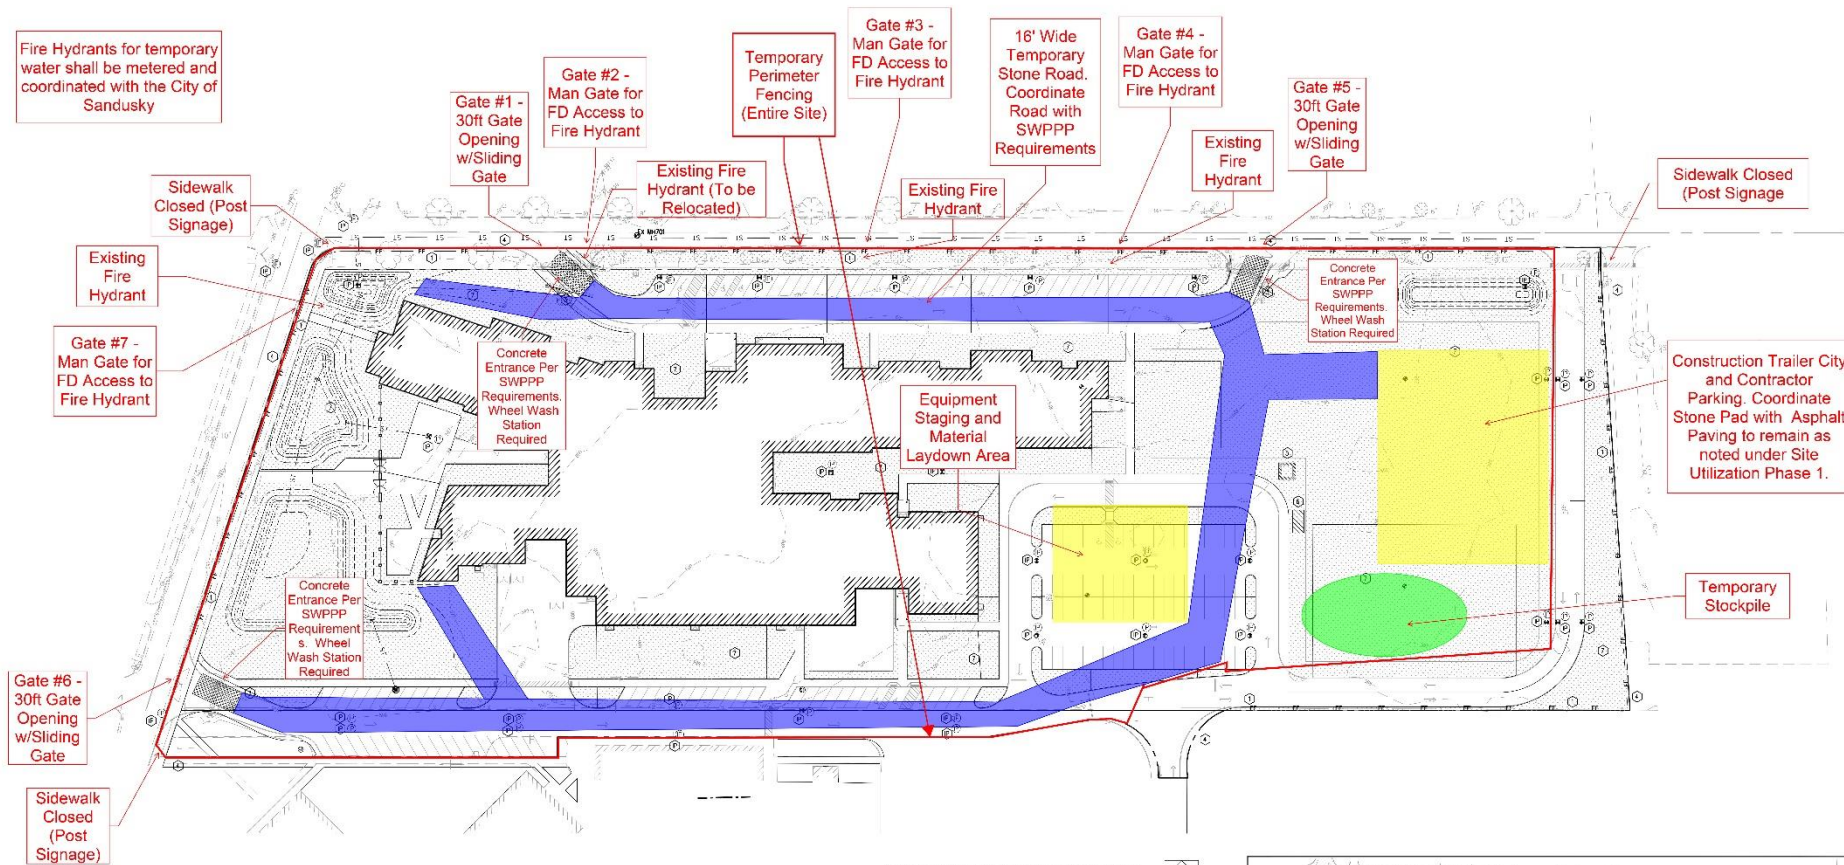 Fire Hydrants for temporary
water shall be metered and
coordinated with the City of
Sandusky
Gate #1 -
30ft Gate
Opening
w/Sliding
Gate
Gate #2 -
Man Gate for
FD Access to
Fire Hydrant
Temporary
Perimeter
Fencing
(Entire Site)
Gate #3 -
Man Gate for
FD Access to
Fire Hydrant
16' Wide
Temporary
Stone Road.
Coordinate
Road with
SWPPP
Requirements
Gate #4 -
Man Gate for
FD Access to
Fire Hydrant
Gate #5 -
30ft Gate
Opening
w/Sliding
Gate
Existing
Fire
Hydrant
Sidewalk Closed
(Post Signage
Sidewalk
Closed (Post
Signage)
Existing Fire
Hydrant (To be
Relocated)
Existing Fire
Hydrant
EX MH701
Existing
Fire
Hydrant
Gate #7 -
Man Gate for
FD Access to
Fire Hydrant
Concrete
Entrance Per
SWPPP
Requirements.
Wheel Wash
Station
Required
Concrete
Entrance Per
SWPPP
Requirements.
Wheel Wash
Station Required
Equipment
Staging and
Material
Laydown Area
Construction Trailer City
and Contractor
Parking. Coordinate
Stone Pad with Asphalt
Paving to remain as
noted under Site
Utilization Phase 1.
Concrete
Entrance Per
SWPPP
Requirement
s. Wheel
Wash Station
Required
Temporary
Stockpile
Gate #6 -
30ft Gate
Opening
w/Sliding
Gate
Sidewalk
Closed
(Post
Signage)